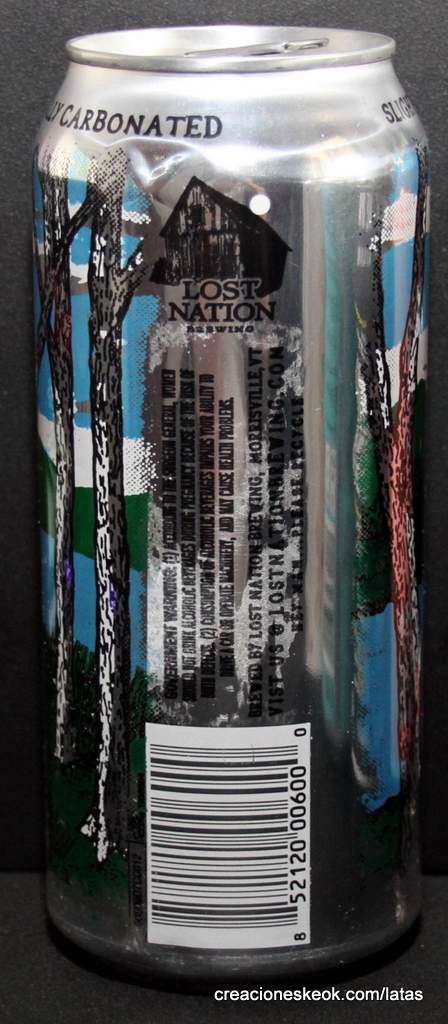 LY CARBONATED
SLIGH
LOST
NATION
BREWING
GOVERNMENT WARNING: (1) ACCORDING TO THE SURGEON GENERAL, WOMEN
SHOULD NOT DRINK ALCOHOLIC BEVERAGES DURING PREGNANCY BECAUSE OF THE RISK OF
BIRTH DEFECTS. (2) CONSUMPTION OF ALCOHOLIC BEVERAGES IMPAIRS YOUR ABILITY TO
DRIVE A CAR OR OPERATE MACHINERY, AND MAY CAUSE HEALTH PROBLEMS.
BREWED BY LOST NATION BREWING, MORRISVILLE, VT
VISIT US @ LOSTNATIONBREWING.COM
PLEASE RECYCLE
8 52120 00600 0
creacioneskeok.com/latas